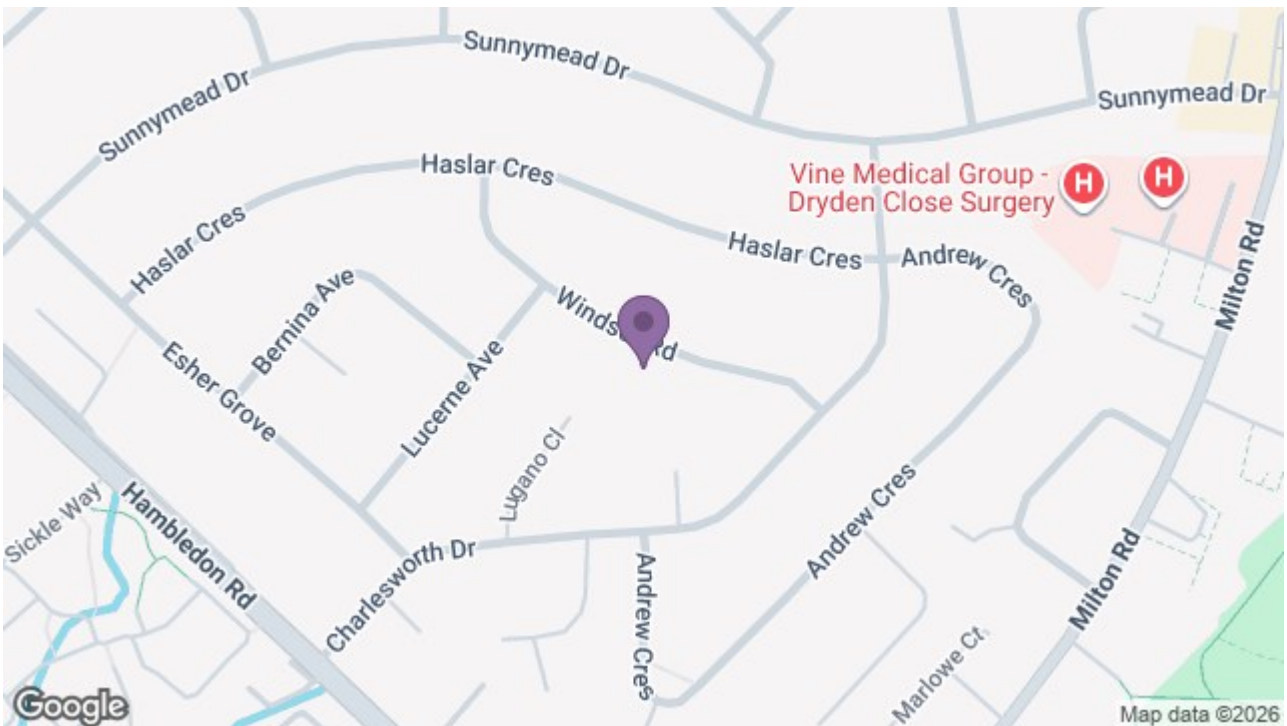 Sunnymead Dr
Sunnymead Dr
Sunnymead Dr
Haslar Cres
Vine Medical Group -
Dryden Close Surgery
H
H
Haslar Cres
Haslar Cres
Andrew Cres
Milton Rd
Bernina Ave
Esher Grove
Lucerne Ave
Lugano Cl
Sickle Way
Hambledon Rd
Charlesworth Dr
Andrew Cres
Andrew Cres
Milton Rd
Marlowe Ct
Google
Map data ©2026